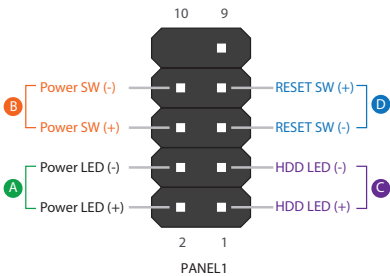 10 9
Power SW (-) RESET SW (+)
B D
Power SW (+) RESET SW (-)
Power LED (-) HDD LED (-)
A C
Power LED (+) HDD LED (+)
2 1
PANEL1